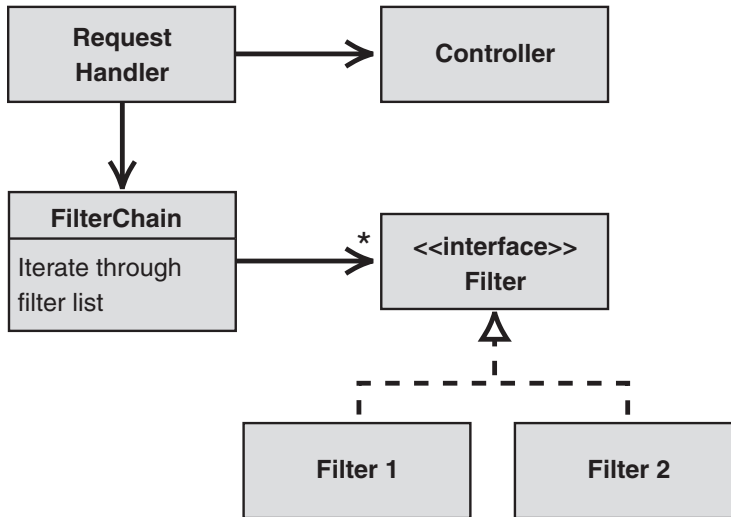 Request
Handler
Controller
FilterChain
Iterate through
filter list
*
<<interface>>
Filter
Filter 1
Filter 2